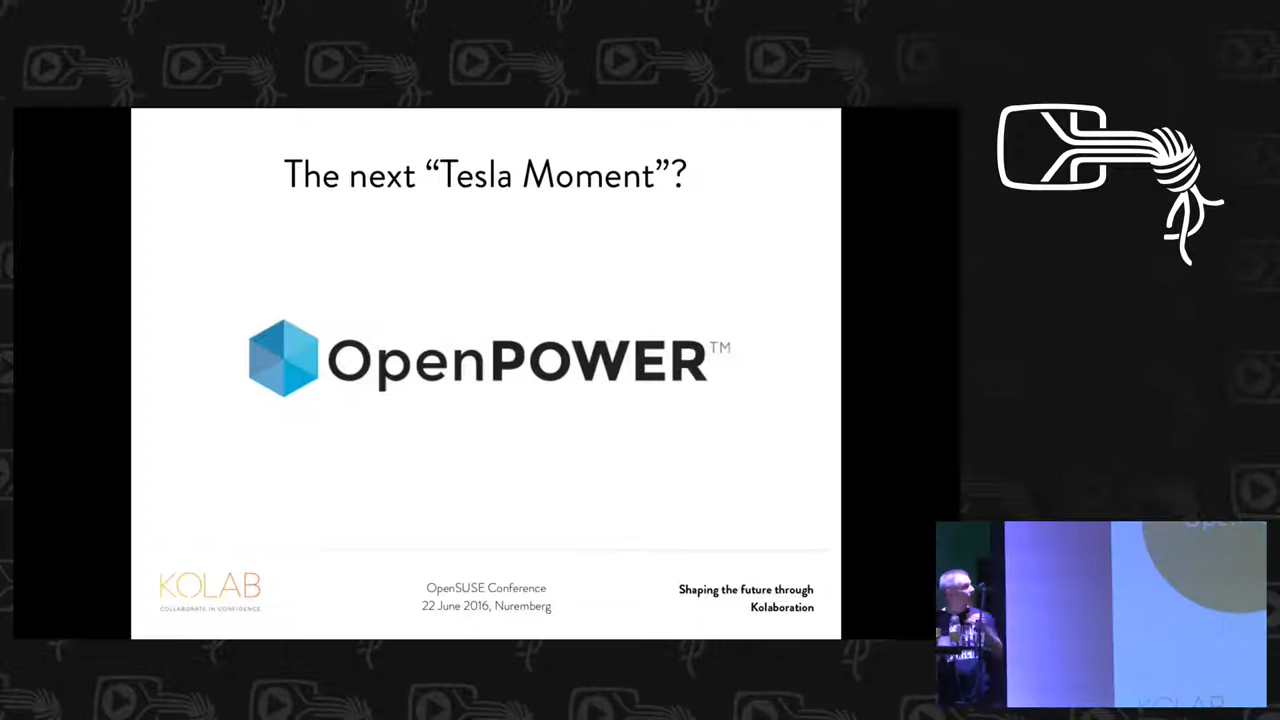 The next “Tesla Moment”?
OpenPOWER™
KOLAB
COLLABORATE IN CONFIDENCE
OpenSUSE Conference
22 June 2016, Nuremberg
Shaping the future through
Kolaboration
KOLAB